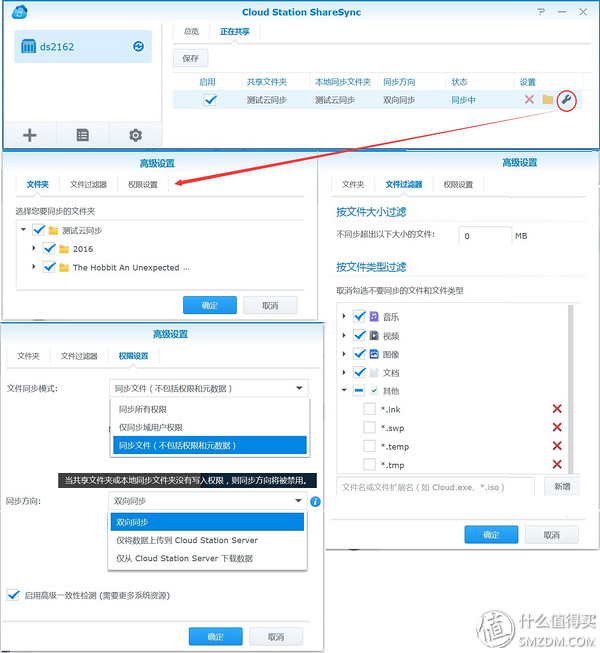 Cloud Station ShareSync
ds2162
总览 正在共享
保存
启用 共享文件夹 本地同步文件夹 同步方向 状态 设置
测试云同步 测试云同步 双向同步 同步中
高级设置
文件夹 文件过滤器 权限设置
选择您要同步的文件夹
测试云同步
2016
The Hobbit An Unexpected ...
确定 取消
高级设置
文件夹 文件过滤器 权限设置
按文件大小过滤
不同步超出以下大小的文件: 0 MB
按文件类型过滤
取消勾选不要同步的文件和文件类型
音乐
视频
图像
文档
其他
*.lnk
*.swp
*.temp
*.tmp
文件名或文件扩展名 ( 如 Cloud.exe、*.iso ) 新增
确定 取消
高级设置
文件夹 文件过滤器 权限设置
文件同步模式: 同步文件 ( 不包括权限和元数据 )
同步所有权限
仅同步域用户权限
同步文件 ( 不包括权限和元数据 )
当共享文件夹或本地同步文件夹没有写入权限，则同步方向将被禁用。
同步方向: 双向同步
双向同步
仅将数据上传到 Cloud Station Server
仅从 Cloud Station Server 下载数据
启用高级一致性检测 (需要更多系统资源)
确定 取消
值 什么值得买
SMZDM.COM